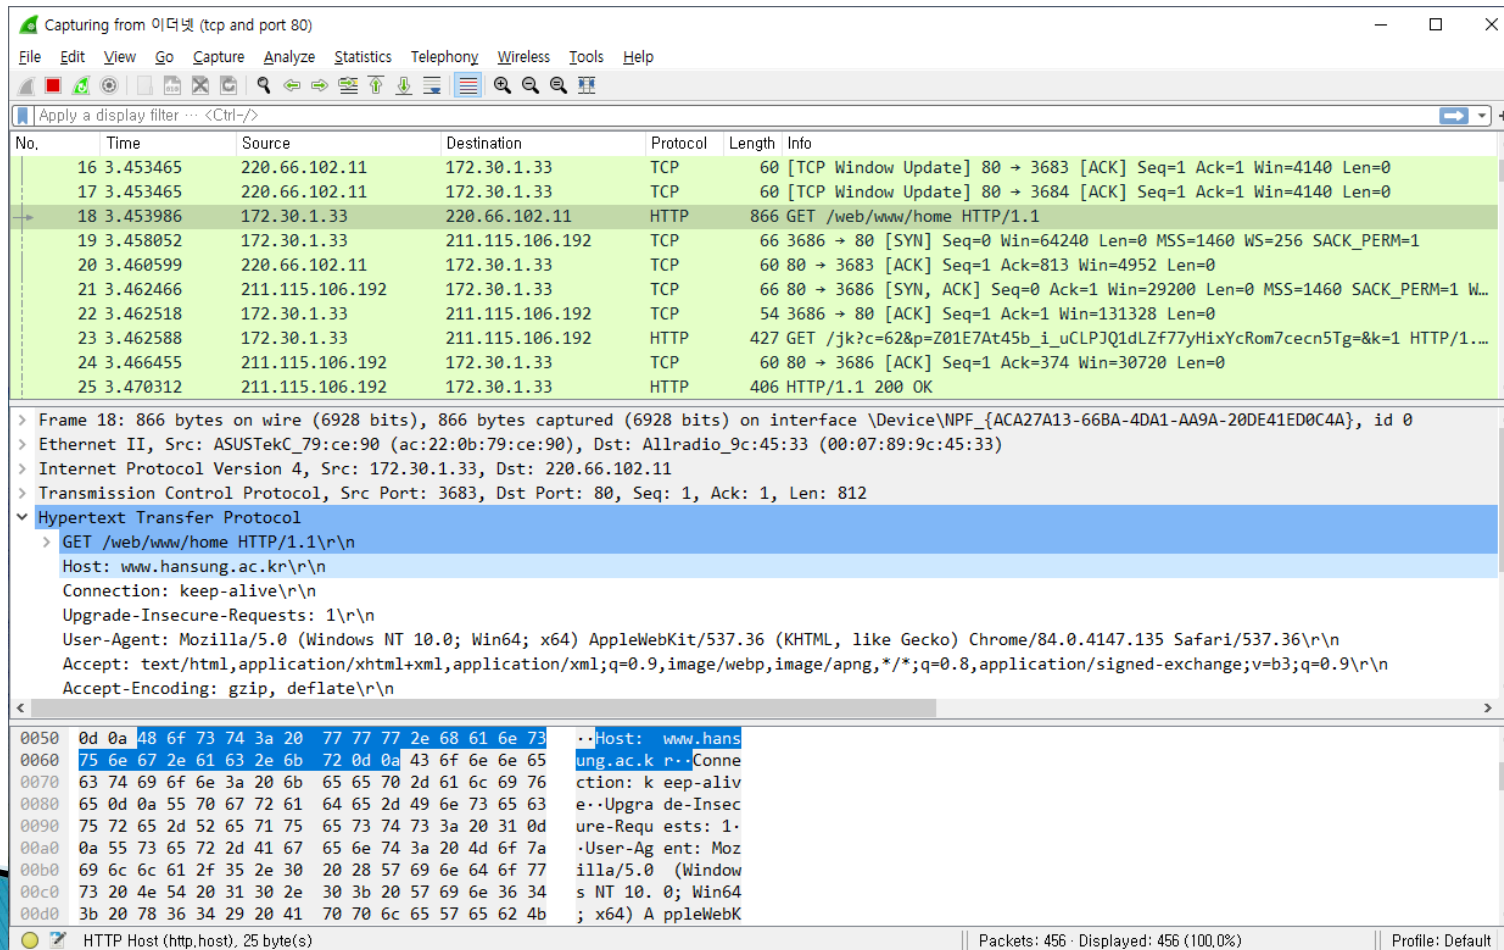 Capturing from 이더넷 (tcp and port 80)
File Edit View Go Capture Analyze Statistics Telephony Wireless Tools Help
Apply a display filter ··· <Ctrl-/>
No. Time Source Destination Protocol Length Info
16 3.453465 220.66.102.11 172.30.1.33 TCP 60 [TCP Window Update] 80 → 3683 [ACK] Seq=1 Ack=1 Win=4140 Len=0
17 3.453465 220.66.102.11 172.30.1.33 TCP 60 [TCP Window Update] 80 → 3684 [ACK] Seq=1 Ack=1 Win=4140 Len=0
18 3.453986 172.30.1.33 220.66.102.11 HTTP 866 GET /web/www/home HTTP/1.1
19 3.458052 172.30.1.33 211.115.106.192 TCP 66 3686 → 80 [SYN] Seq=0 Win=64240 Len=0 MSS=1460 WS=256 SACK_PERM=1
20 3.460599 220.66.102.11 172.30.1.33 TCP 60 80 → 3683 [ACK] Seq=1 Ack=813 Win=4952 Len=0
21 3.462466 211.115.106.192 172.30.1.33 TCP 66 80 → 3686 [SYN, ACK] Seq=0 Ack=1 Win=29200 Len=0 MSS=1460 SACK_PERM=1 W…
22 3.462518 172.30.1.33 211.115.106.192 TCP 54 3686 → 80 [ACK] Seq=1 Ack=1 Win=131328 Len=0
23 3.462588 172.30.1.33 211.115.106.192 HTTP 427 GET /jk?c=62&p=Z01E7At45b_i_uCLPJQ1dLZf77yHixYcRom7cecn5Tg=&k=1 HTTP/1.…
24 3.466455 211.115.106.192 172.30.1.33 TCP 60 80 → 3686 [ACK] Seq=1 Ack=374 Win=30720 Len=0
25 3.470312 211.115.106.192 172.30.1.33 HTTP 406 HTTP/1.1 200 OK
Frame 18: 866 bytes on wire (6928 bits), 866 bytes captured (6928 bits) on interface \Device\NPF_{ACA27A13-66BA-4DA1-AA9A-20DE41ED0C4A}, id 0
Ethernet II, Src: ASUSTekC_79:ce:90 (ac:22:0b:79:ce:90), Dst: Allradio_9c:45:33 (00:07:89:9c:45:33)
Internet Protocol Version 4, Src: 172.30.1.33, Dst: 220.66.102.11
Transmission Control Protocol, Src Port: 3683, Dst Port: 80, Seq: 1, Ack: 1, Len: 812
Hypertext Transfer Protocol
GET /web/www/home HTTP/1.1\r\n
Host: www.hansung.ac.kr\r\n
Connection: keep-alive\r\n
Upgrade-Insecure-Requests: 1\r\n
User-Agent: Mozilla/5.0 (Windows NT 10.0; Win64; x64) AppleWebKit/537.36 (KHTML, like Gecko) Chrome/84.0.4147.135 Safari/537.36\r\n
Accept: text/html,application/xhtml+xml,application/xml;q=0.9,image/webp,image/apng,*/*;q=0.8,application/signed-exchange;v=b3;q=0.9\r\n
Accept-Encoding: gzip, deflate\r\n
0050 0d 0a 48 6f 73 74 3a 20 77 77 77 2e 68 61 6e 73 ··Host: www.hans
0060 75 6e 67 2e 61 63 2e 6b 72 0d 0a 43 6f 6e 6e 65 ung.ac.k r··Conne
0070 63 74 69 6f 6e 3a 20 6b 65 65 70 2d 61 6c 69 76 ction: k eep-aliv
0080 65 0d 0a 55 70 67 72 61 64 65 2d 49 6e 73 65 63 e··Upgra de-Insec
0090 75 72 65 2d 52 65 71 75 65 73 74 73 3a 20 31 0d ure-Requ ests: 1·
00a0 0a 55 73 65 72 2d 41 67 65 6e 74 3a 20 4d 6f 7a ·User-Ag ent: Moz
00b0 69 6c 6c 61 2f 35 2e 30 20 28 57 69 6e 64 6f 77 illa/5.0 (Window
00c0 73 20 4e 54 20 31 30 2e 30 3b 20 57 69 6e 36 34 s NT 10. 0; Win64
00d0 3b 20 78 36 34 29 20 41 70 70 6c 65 57 65 62 4b ; x64) A ppleWebK
HTTP Host (http.host), 25 byte(s) Packets: 456 · Displayed: 456 (100.0%) Profile: Default